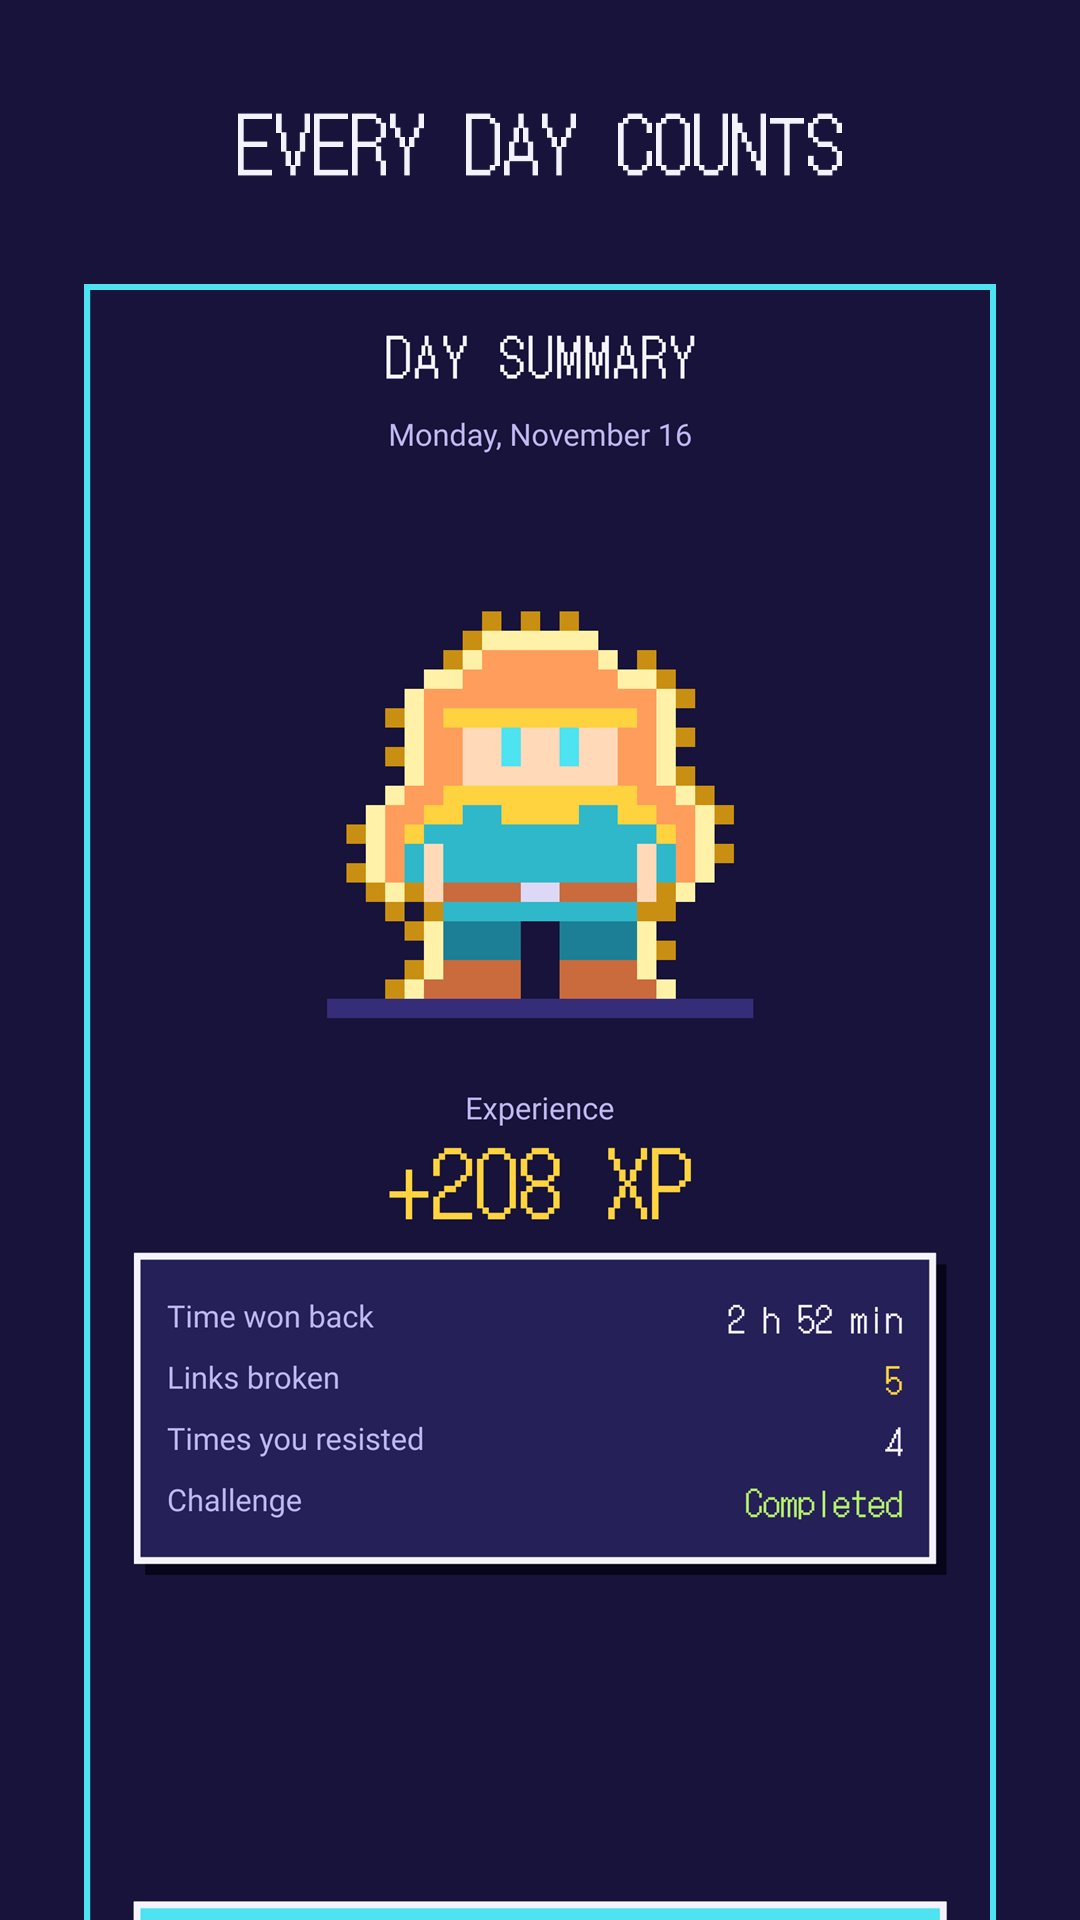 EVERY DAY COUNTS
DAY SUMMARY
Monday, November 16
Experience
+208 XP
Time won back 2 h 52 min
Links broken 5
Times you resisted 4
Challenge Completed